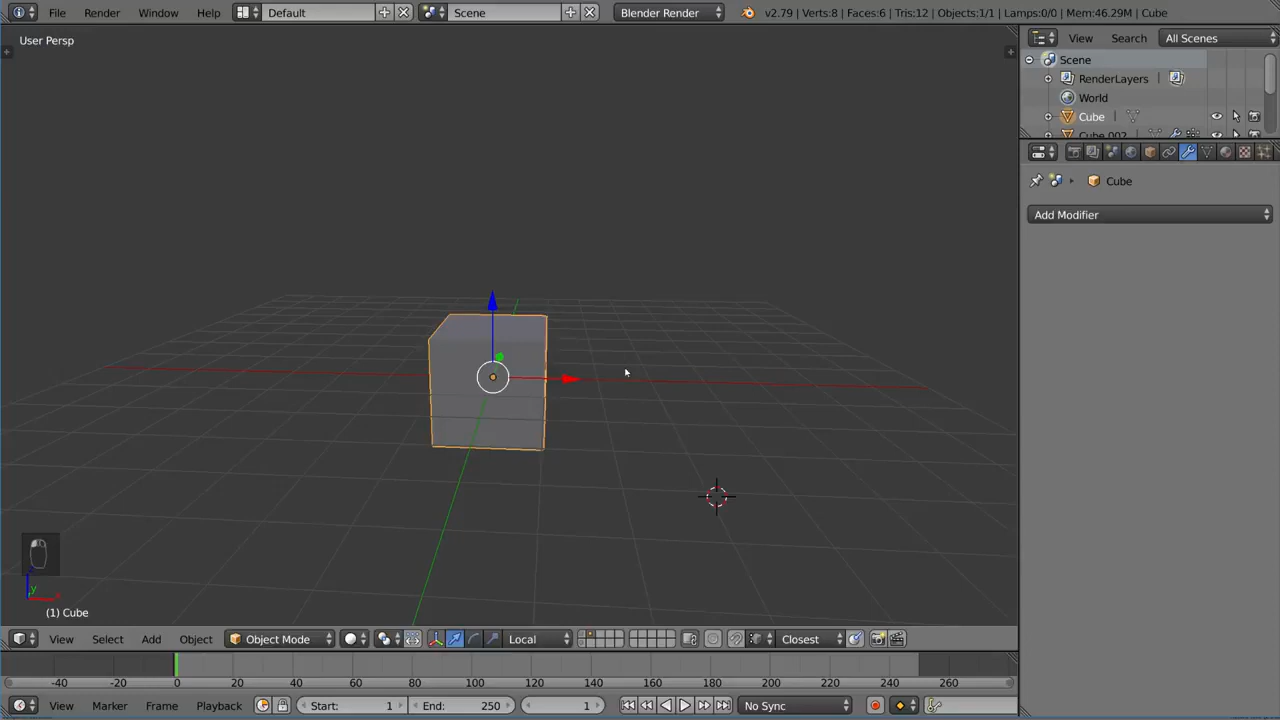 File Render Window Help Default Scene Blender Render v2.79 | Verts:8 | Faces:6 | Tris:12 | Objects:1/1 | Lamps:0/0 | Mem:46.29M | Cube
User Persp
View Search All Scenes
Scene
RenderLayers
World
Cube
Cube.002
Cube
Add Modifier
y
x
(1) Cube
View Select Add Object Object Mode Local Closest
-40 -20 0 20 40 60 80 100 120 140 160 180 200 220 240 260
View Marker Frame Playback Start: 1 End: 250 1 No Sync